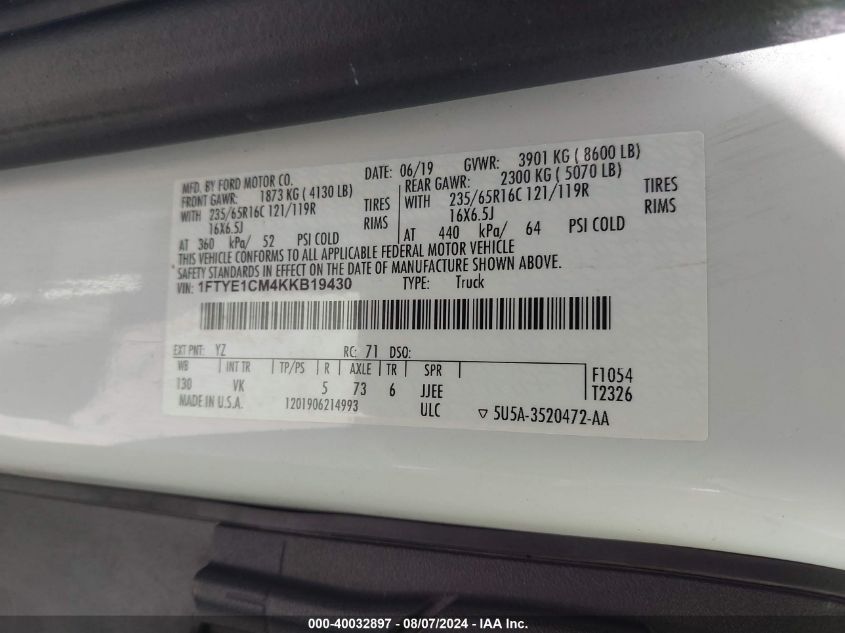 MFD. BY FORD MOTOR CO.
DATE: 06/19 GVWR: 3901 KG ( 8600 LB)
FRONT GAWR: 1873 KG ( 4130 LB)
REAR GAWR: 2300 KG ( 5070 LB)
WITH 235/65R16C 121/119R TIRES
WITH 235/65R16C 121/119R TIRES
16X6.5J RIMS
16X6.5J RIMS
AT 360 kPa/ 52 PSI COLD
AT 440 kPa/ 64 PSI COLD
THIS VEHICLE CONFORMS TO ALL APPLICABLE FEDERAL MOTOR VEHICLE
SAFETY STANDARDS IN EFFECT ON THE DATE OF MANUFACTURE SHOWN ABOVE.
VIN: 1FTYE1CM4KKB19430 TYPE: Truck
EXT PNT: YZ RC: 71 DSO:
WB INT TR TP/PS R AXLE TR SPR
130 VK 5 73 6 JJEE
F1054
T2326
MADE IN U.S.A. 1201906214993 ULC ▽ 5U5A-3520472-AA
000-40032897 - 08/07/2024 - IAA Inc.